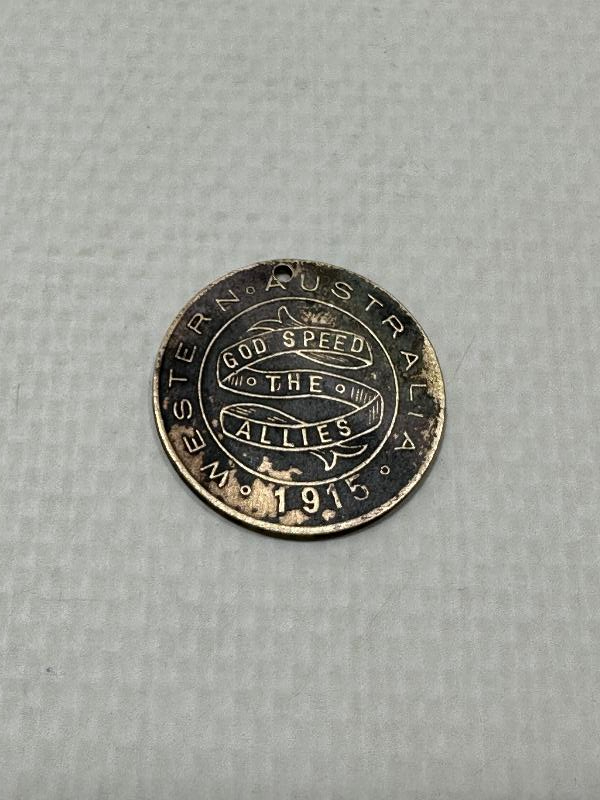 WESTERN AUSTRALIA
GOD SPEED
THE
ALLIES
1915